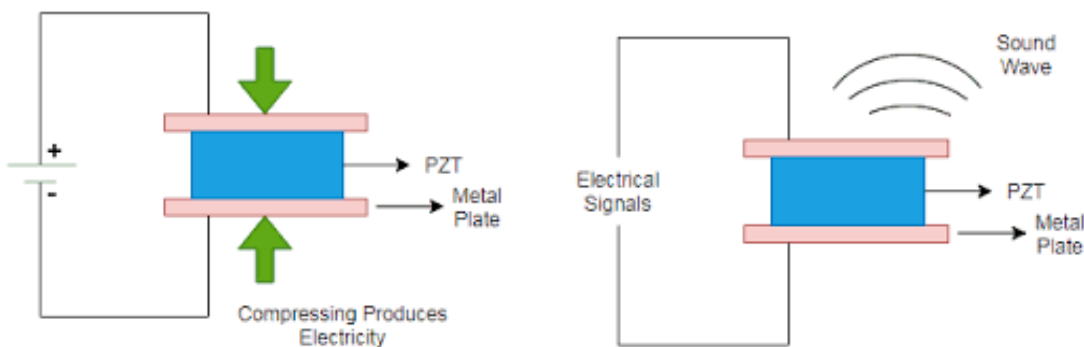 +
-
PZT
Metal
Plate
Compressing Produces
Electricity
Sound
Wave
Electrical
Signals
PZT
Metal
Plate